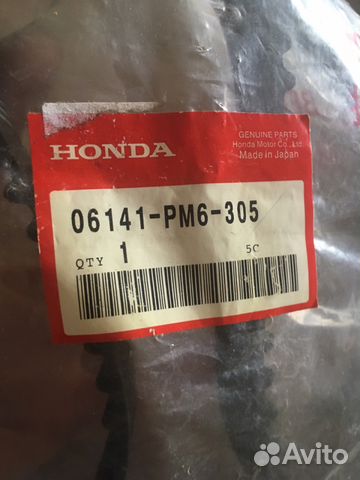 GENUINE PARTS
HONDA
Honda Motor Co., Ltd.
Made in Japan
06141-PM6-305
QTY 1 5C
Avito